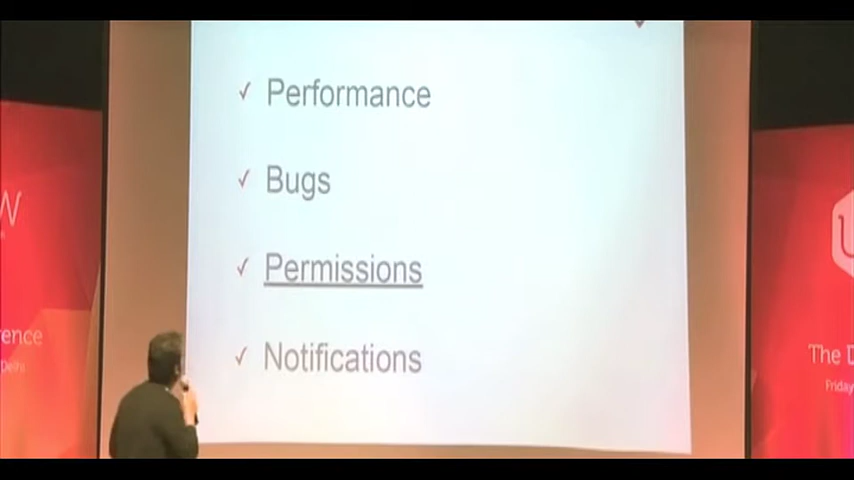 Performance
Bugs
Permissions
Notifications
W
rence
Delhi
The D
Friday